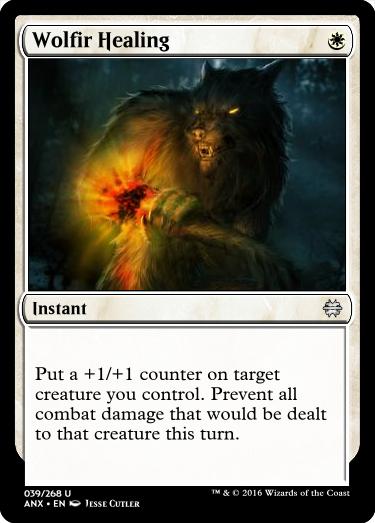 Wolfir Healing
Instant
Put a +1/+1 counter on target
creature you control. Prevent all
combat damage that would be dealt
to that creature this turn.
039/268 U
ANX • EN Jesse Cutler
™ & © 2016 Wizards of the Coast